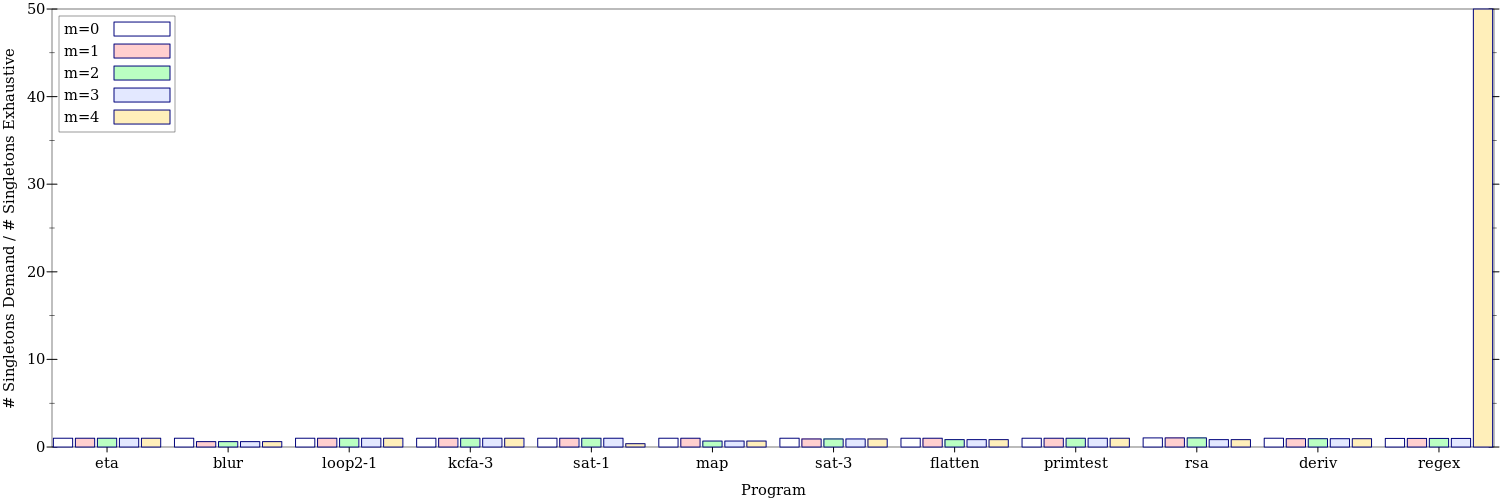 50
40
30
20
10
0
# Singletons Demand / # Singletons Exhaustive
m=0
m=1
m=2
m=3
m=4
eta blur loop2-1 kcfa-3 sat-1 map sat-3 flatten primtest rsa deriv regex
Program